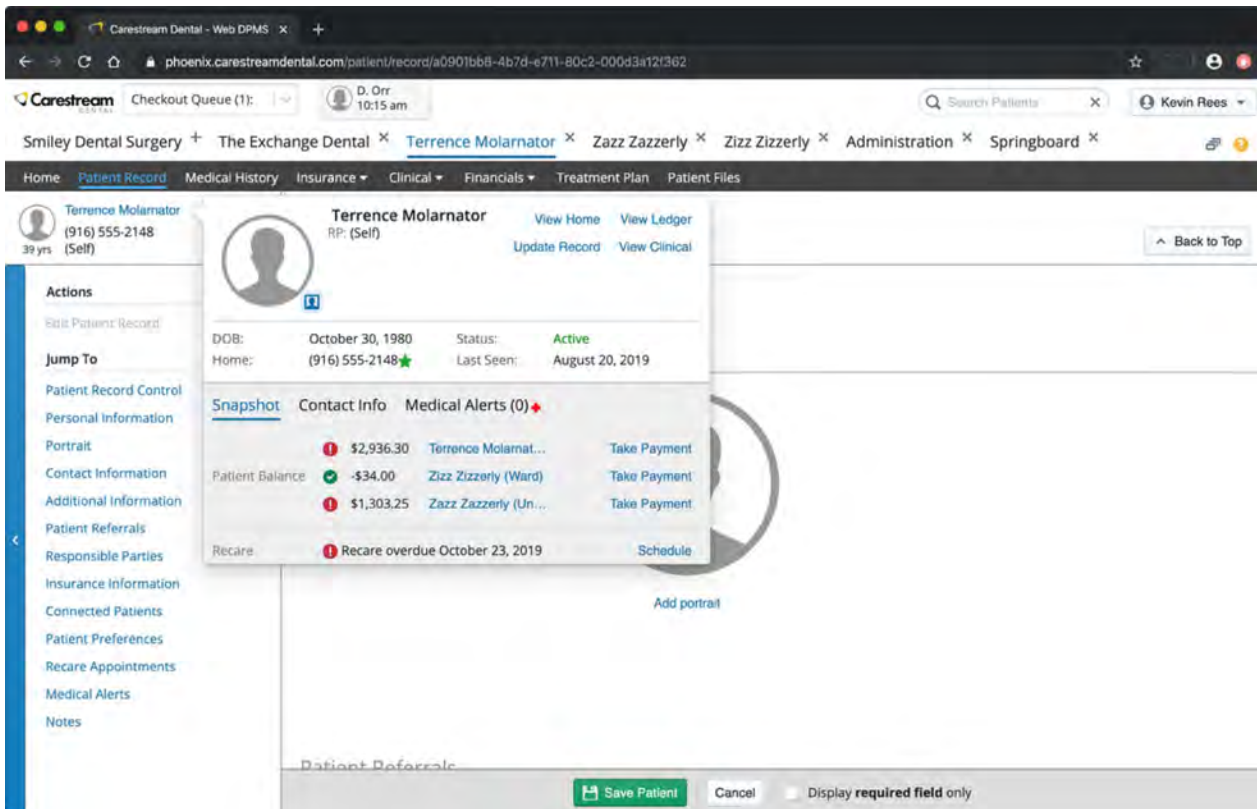 Carestream Dental - Web DPMS × +
phoenix.carestreamdental.com/patient/record/a0901bb8-4b7d-e711-80c2-000d3a12f362
Carestream DENTAL Checkout Queue (1): D. Orr 10:15 am Search Patients × Kevin Rees
Smiley Dental Surgery + The Exchange Dental × Terrence Molarnator × Zazz Zazzerly × Zizz Zizzerly × Administration × Springboard ×
Home Patient Record Medical History Insurance Clinical Financials Treatment Plan Patient Files
Terrence Molarnator
(916) 555-2148
39 yrs (Self)
Back to Top
Terrence Molarnator View Home View Ledger
RP: (Self)
Update Record View Clinical
DOB: October 30, 1980 Status: Active
Home: (916) 555-2148 Last Seen: August 20, 2019
Snapshot Contact Info Medical Alerts (0)
$2,936.30 Terrence Molarnat... Take Payment
Patient Balance -$34.00 Zizz Zizzerly (Ward) Take Payment
$1,303.25 Zazz Zazzerly (Un... Take Payment
Recare Recare overdue October 23, 2019 Schedule
Actions
Edit Patient Record
Jump To
Patient Record Control
Personal Information
Portrait
Contact Information
Additional Information
Patient Referrals
Responsible Parties
Insurance Information
Connected Patients
Patient Preferences
Recare Appointments
Medical Alerts
Notes
Add portrait
Patient Referrals
Save Patient Cancel Display required field only